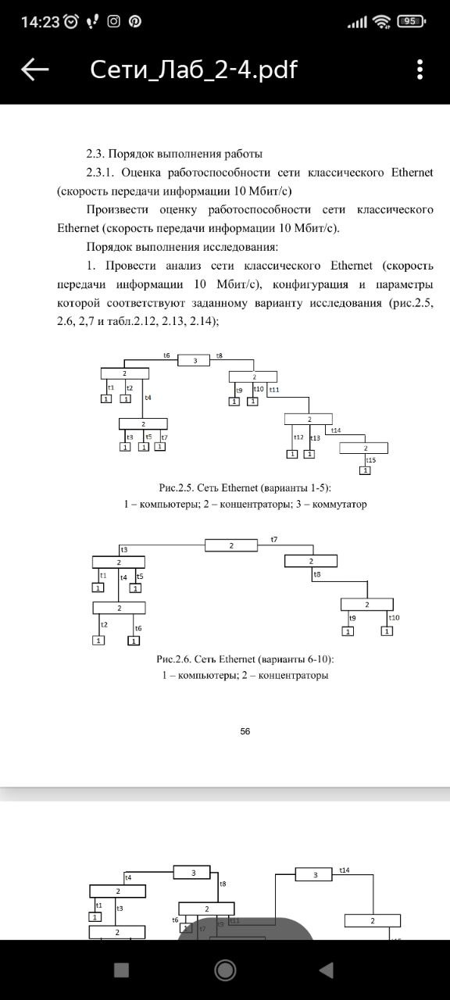 14:23
95
Сети_Лаб_2-4.pdf
2.3. Порядок выполнения работы
2.3.1. Оценка работоспособности сети классического Ethernet
(скорость передачи информации 10 Мбит/с)
Произвести оценку работоспособности сети классического
Ethernet (скорость передачи информации 10 Мбит/с).
Порядок выполнения исследования:
1. Провести анализ сети классического Ethernet (скорость
передачи информации 10 Мбит/с), конфигурация и параметры
которой соответствуют заданному варианту исследования (рис.2.5,
2.6, 2,7 и табл.2.12, 2.13, 2.14);
t6 3 t8
2 2
t1 t2 t4 t9 t10 t11
1 1 1 1
2 2
t3 t5 t7 t12 t13 t14
1 1 1 1 1 2
t15
1
Рис.2.5. Сеть Ethernet (варианты 1-5):
1 – компьютеры; 2 – концентраторы; 3 – коммутатор
t3 2 t7
2 2
t1 t4 t5 t8
1 1
2 2
t2 t6 t9 t10
1 1 1 1
Рис.2.6. Сеть Ethernet (варианты 6-10):
1 – компьютеры; 2 – концентраторы
56
t4 3 t8 3 t14
2 2 2
t1 t3 t6 t7 t9 t11
1 1
2